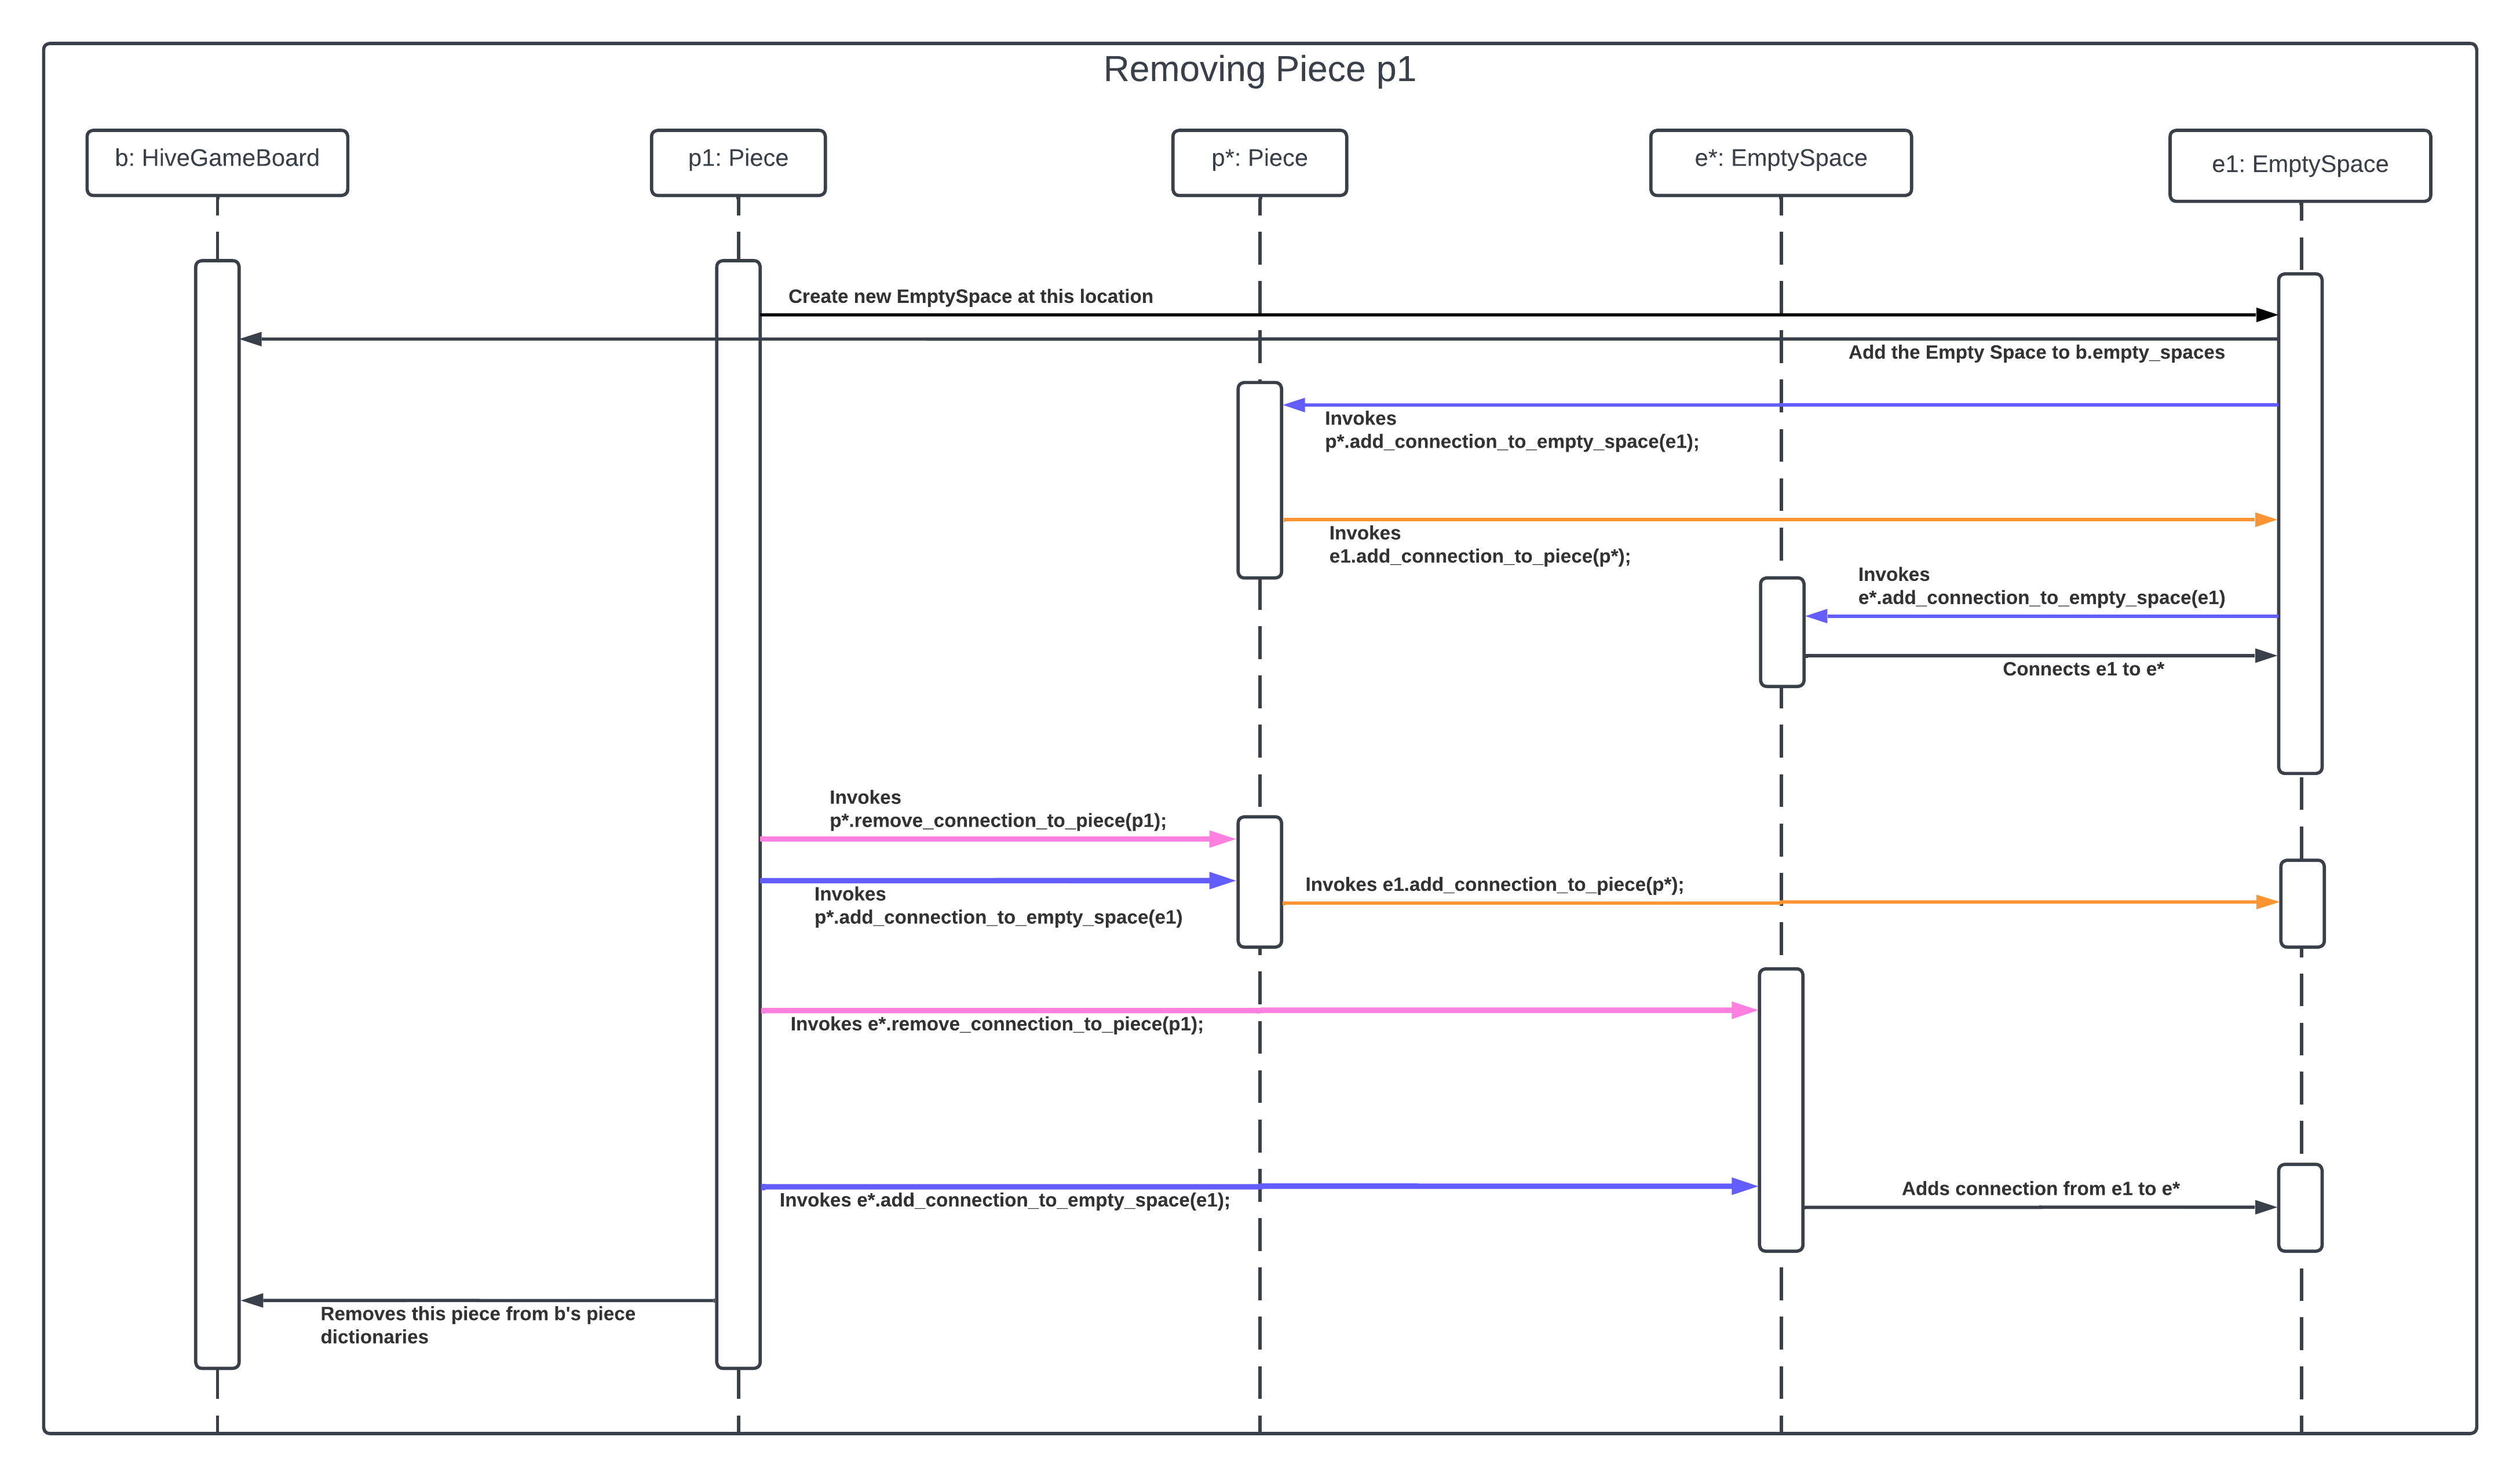 Removing Piece p1
b: HiveGameBoard
p1: Piece
p*: Piece
e*: EmptySpace
e1: EmptySpace
Create new EmptySpace at this location
Add the Empty Space to b.empty_spaces
Invokes
p*.add_connection_to_empty_space(e1);
Invokes
e1.add_connection_to_piece(p*);
Invokes
e*.add_connection_to_empty_space(e1)
Connects e1 to e*
Invokes
p*.remove_connection_to_piece(p1);
Invokes
p*.add_connection_to_empty_space(e1)
Invokes e1.add_connection_to_piece(p*);
Invokes e*.remove_connection_to_piece(p1);
Invokes e*.add_connection_to_empty_space(e1);
Adds connection from e1 to e*
Removes this piece from b's piece
dictionaries